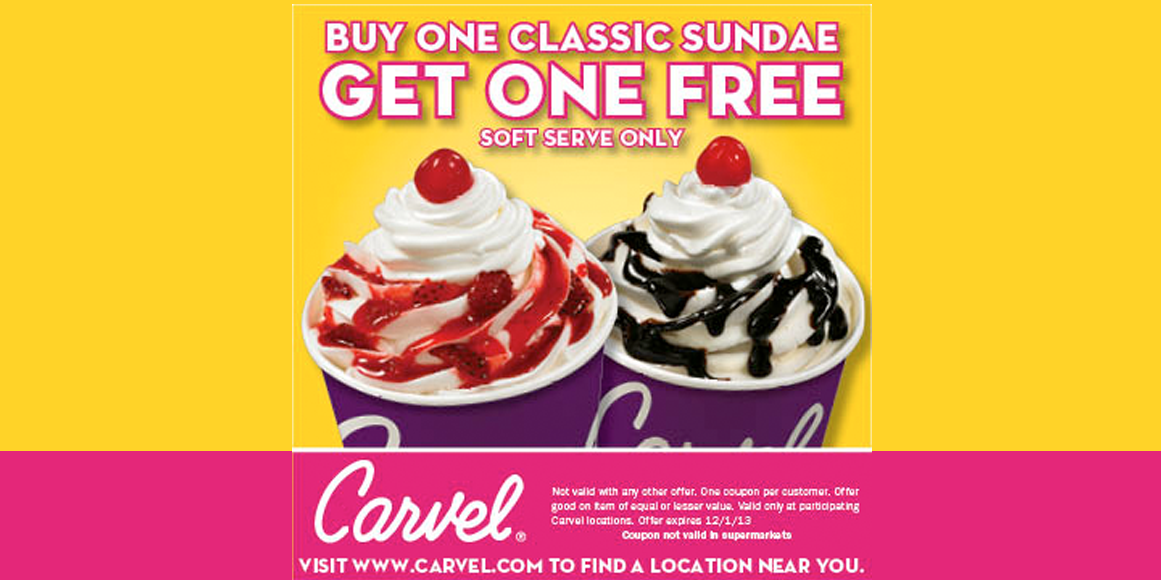 BUY ONE CLASSIC SUNDAE
GET ONE FREE
SOFT SERVE ONLY
Carvel
Carvel®
Not valid with any other offer. One coupon per customer. Offer
good on item of equal or lesser value. Valid only at participating
Carvel locations. Offer expires 12/1/13
Coupon not valid in supermarkets
VISIT WWW.CARVEL.COM TO FIND A LOCATION NEAR YOU.